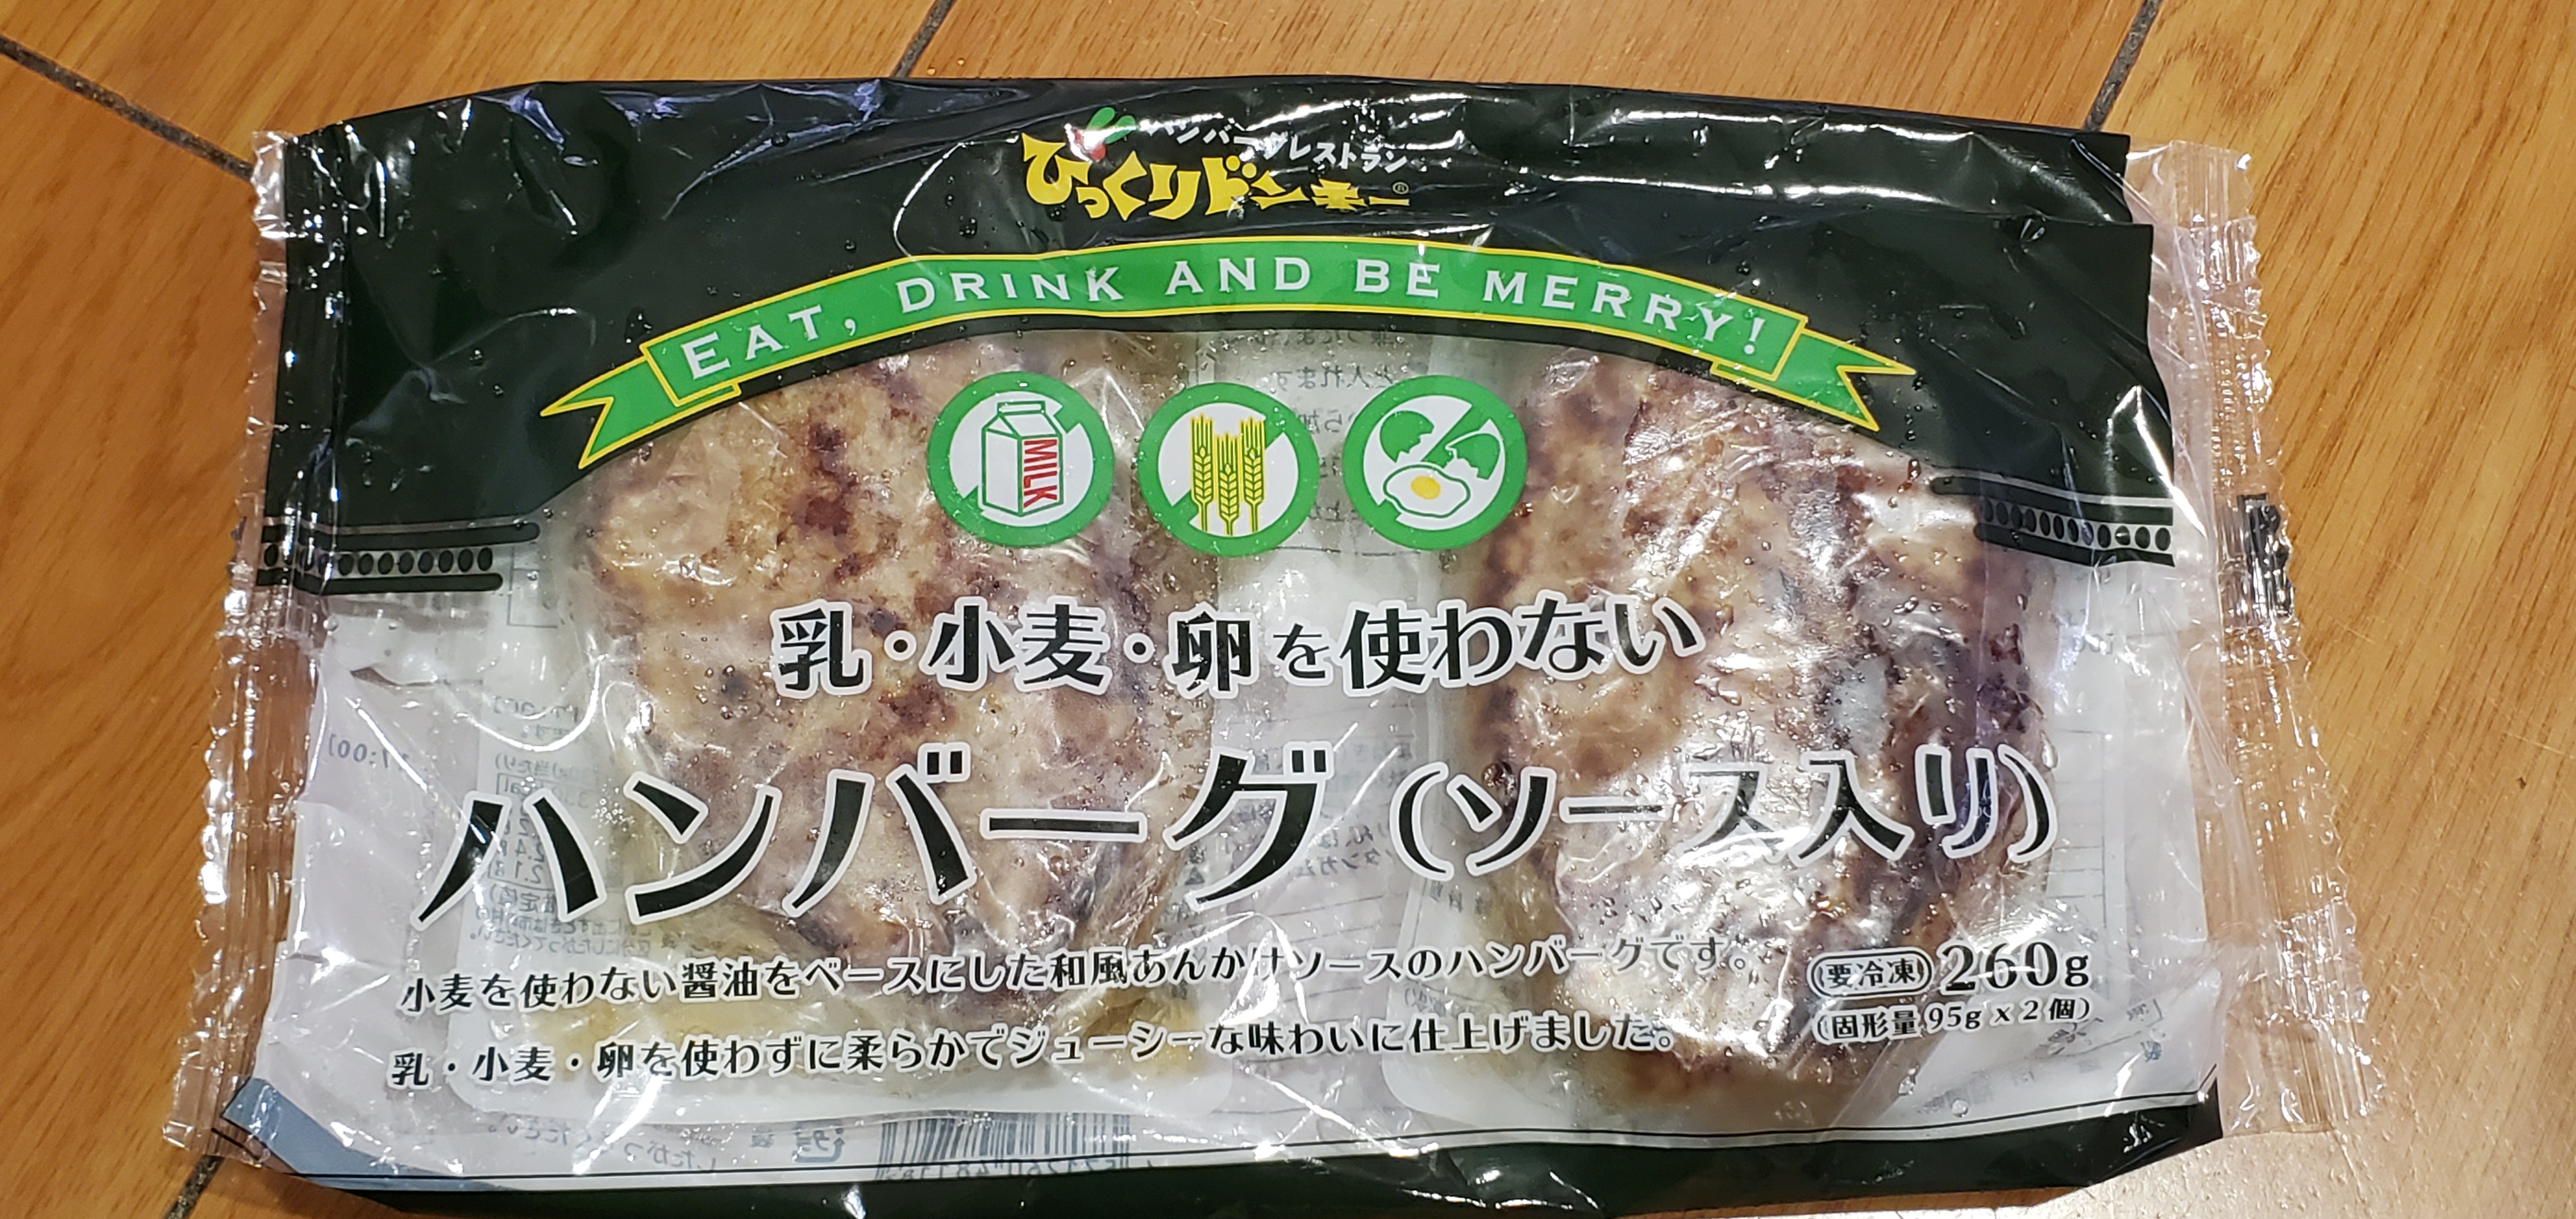 ハンバーグレストラン
びっくりドンキー®
EAT, DRINK AND BE MERRY!
MILK
乳・小麦・卵を使わない
ハンバーグ(ソース入り)
小麦を使わない醤油をベースにした和風あんかけソースのハンバーグです。
乳・小麦・卵を使わずに柔らかでジューシーな味わいに仕上げました。
要冷凍 260g
(固形量 95g x 2個)